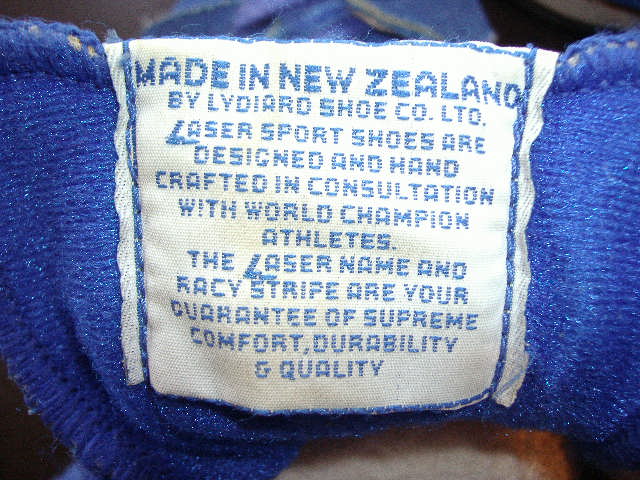 MADE IN NEW ZEALAND
BY LYDIARD SHOE CO. LTD.
LASER SPORT SHOES ARE
DESIGNED AND HAND
CRAFTED IN CONSULTATION
WITH WORLD CHAMPION
ATHLETES.
THE LASER NAME AND
RACY STRIPE ARE YOUR
GUARANTEE OF SUPREME
COMFORT, DURABILITY
& QUALITY